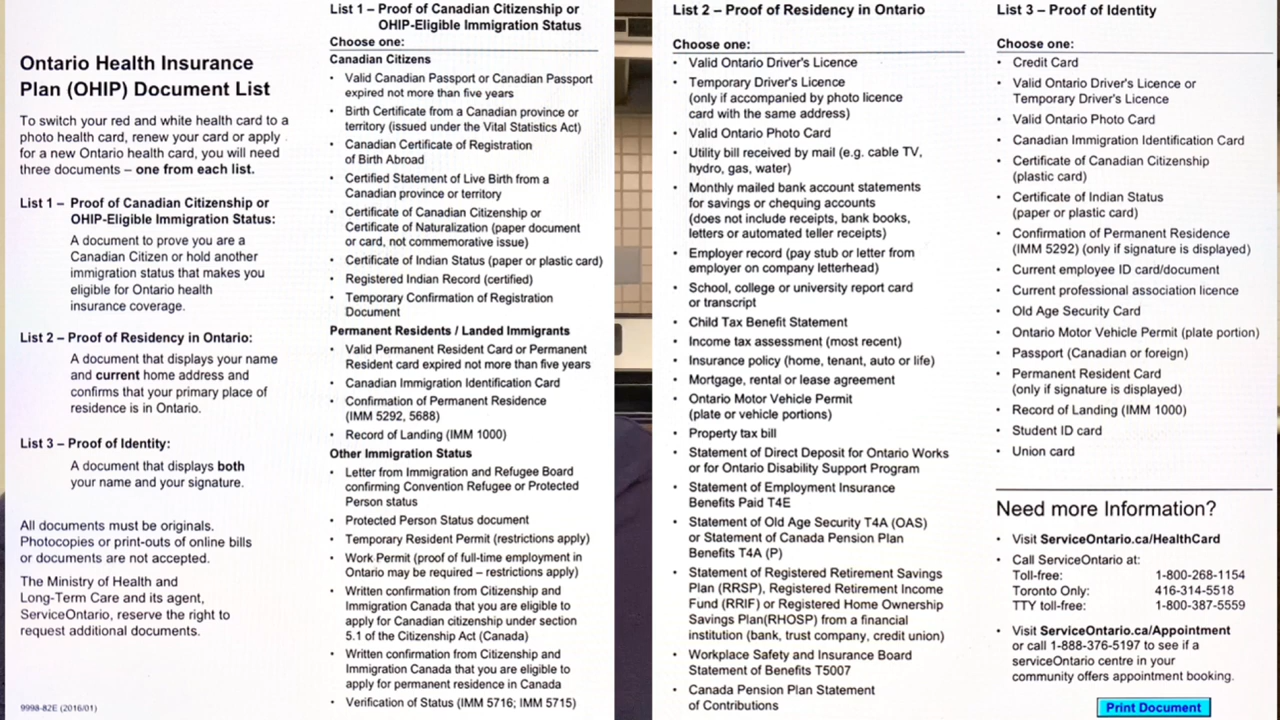 Ontario Health Insurance
Plan (OHIP) Document List
To switch your red and white health card to a
photo health card, renew your card or apply
for a new Ontario health card, you will need
three documents – one from each list.
List 1 – Proof of Canadian Citizenship or
OHIP-Eligible Immigration Status:
A document to prove you are a
Canadian Citizen or hold another
immigration status that makes you
eligible for Ontario health
insurance coverage.
List 2 – Proof of Residency in Ontario:
A document that displays your name
and current home address and
confirms that your primary place of
residence is in Ontario.
List 3 – Proof of Identity:
A document that displays both
your name and your signature.
All documents must be originals.
Photocopies or print-outs of online bills
or documents are not accepted.
The Ministry of Health and
Long-Term Care and its agent,
ServiceOntario, reserve the right to
request additional documents.
9998-82E (2016/01)
List 1 – Proof of Canadian Citizenship or
OHIP-Eligible Immigration Status
Choose one:
Canadian Citizens
• Valid Canadian Passport or Canadian Passport
expired not more than five years
• Birth Certificate from a Canadian province or
territory (issued under the Vital Statistics Act)
• Canadian Certificate of Registration
of Birth Abroad
• Certified Statement of Live Birth from a
Canadian province or territory
• Certificate of Canadian Citizenship or
Certificate of Naturalization (paper document
or card, not commemorative issue)
• Certificate of Indian Status (paper or plastic card)
• Registered Indian Record (certified)
• Temporary Confirmation of Registration
Document
Permanent Residents / Landed Immigrants
• Valid Permanent Resident Card or Permanent
Resident card expired not more than five years
• Canadian Immigration Identification Card
• Confirmation of Permanent Residence
(IMM 5292, 5688)
• Record of Landing (IMM 1000)
Other Immigration Status
• Letter from Immigration and Refugee Board
confirming Convention Refugee or Protected
Person status
• Protected Person Status document
• Temporary Resident Permit (restrictions apply)
• Work Permit (proof of full-time employment in
Ontario may be required – restrictions apply)
• Written confirmation from Citizenship and
Immigration Canada that you are eligible to
apply for Canadian citizenship under section
5.1 of the Citizenship Act (Canada)
• Written confirmation from Citizenship and
Immigration Canada that you are eligible to
apply for permanent residence in Canada
• Verification of Status (IMM 5716; IMM 5715)
List 2 – Proof of Residency in Ontario
Choose one:
• Valid Ontario Driver's Licence
• Temporary Driver's Licence
(only if accompanied by photo licence
card with the same address)
• Valid Ontario Photo Card
• Utility bill received by mail (e.g. cable TV,
hydro, gas, water)
• Monthly mailed bank account statements
for savings or chequing accounts
(does not include receipts, bank books,
letters or automated teller receipts)
• Employer record (pay stub or letter from
employer on company letterhead)
• School, college or university report card
or transcript
• Child Tax Benefit Statement
• Income tax assessment (most recent)
• Insurance policy (home, tenant, auto or life)
• Mortgage, rental or lease agreement
• Ontario Motor Vehicle Permit
(plate or vehicle portions)
• Property tax bill
• Statement of Direct Deposit for Ontario Works
or for Ontario Disability Support Program
• Statement of Employment Insurance
Benefits Paid T4E
• Statement of Old Age Security T4A (OAS)
or Statement of Canada Pension Plan
Benefits T4A (P)
• Statement of Registered Retirement Savings
Plan (RRSP), Registered Retirement Income
Fund (RRIF) or Registered Home Ownership
Savings Plan(RHOSP) from a financial
institution (bank, trust company, credit union)
• Workplace Safety and Insurance Board
Statement of Benefits T5007
• Canada Pension Plan Statement
of Contributions
List 3 – Proof of Identity
Choose one:
• Credit Card
• Valid Ontario Driver's Licence or
Temporary Driver's Licence
• Valid Ontario Photo Card
• Canadian Immigration Identification Card
• Certificate of Canadian Citizenship
(plastic card)
• Certificate of Indian Status
(paper or plastic card)
• Confirmation of Permanent Residence
(IMM 5292) (only if signature is displayed)
• Current employee ID card/document
• Current professional association licence
• Old Age Security Card
• Ontario Motor Vehicle Permit (plate portion)
• Passport (Canadian or foreign)
• Permanent Resident Card
(only if signature is displayed)
• Record of Landing (IMM 1000)
• Student ID card
• Union card
Need more Information?
• Visit ServiceOntario.ca/HealthCard
• Call ServiceOntario at:
Toll-free: 1-800-268-1154
Toronto Only: 416-314-5518
TTY toll-free: 1-800-387-5559
• Visit ServiceOntario.ca/Appointment
or call 1-888-376-5197 to see if a
serviceOntario centre in your
community offers appointment booking.
Print Document